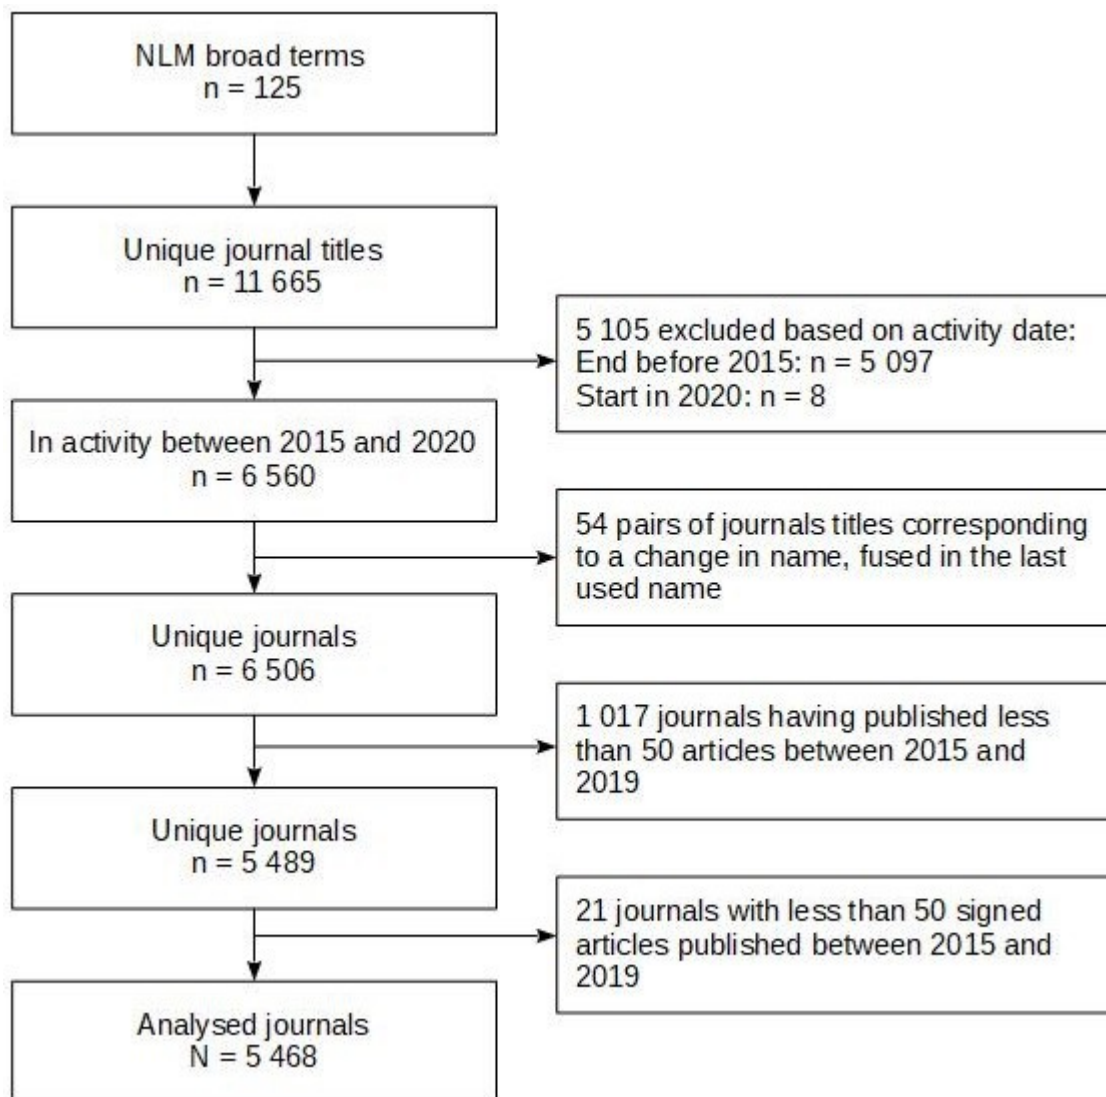 NLM broad terms
n = 125
Unique journal titles
n = 11 665
5 105 excluded based on activity date:
End before 2015: n = 5 097
Start in 2020: n = 8
In activity between 2015 and 2020
n = 6 560
54 pairs of journals titles corresponding
to a change in name, fused in the last
used name
Unique journals
n = 6 506
1 017 journals having published less
than 50 articles between 2015 and
2019
Unique journals
n = 5 489
21 journals with less than 50 signed
articles published between 2015 and
2019
Analysed journals
N = 5 468